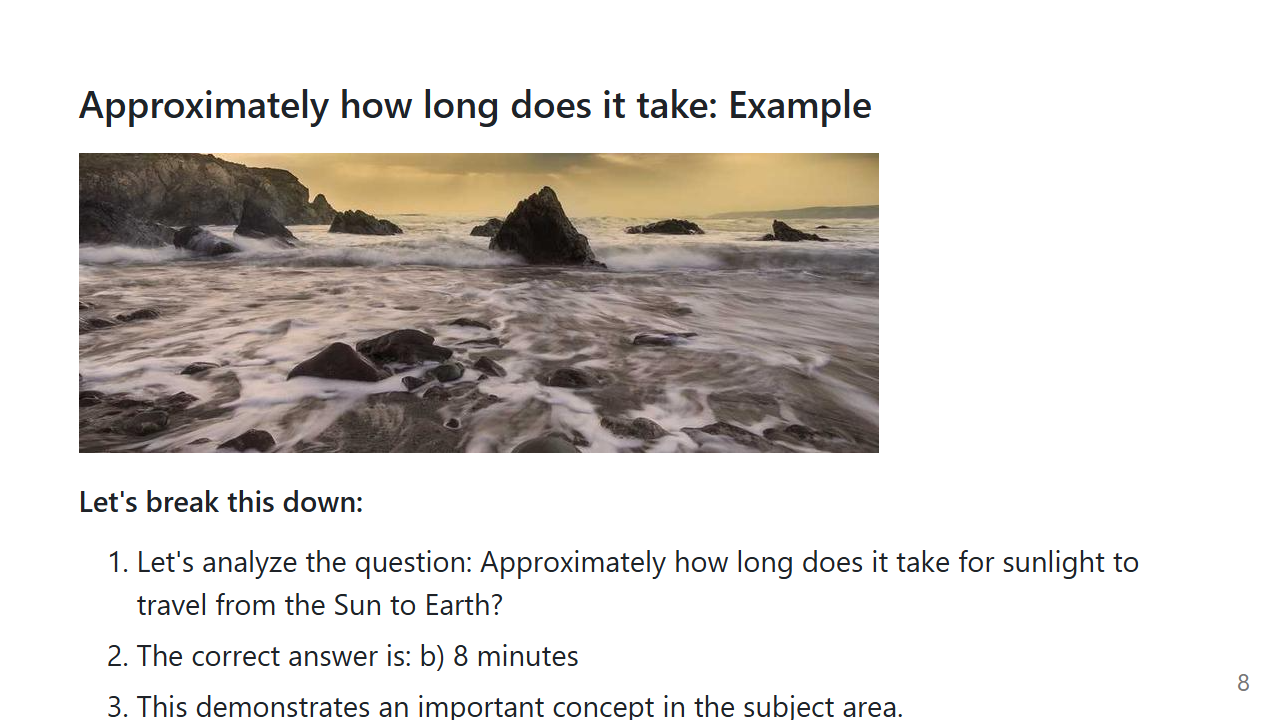 Approximately how long does it take: Example
Let's break this down:
1. Let's analyze the question: Approximately how long does it take for sunlight to
travel from the Sun to Earth?
2. The correct answer is: b) 8 minutes
3. This demonstrates an important concept in the subject area.
8